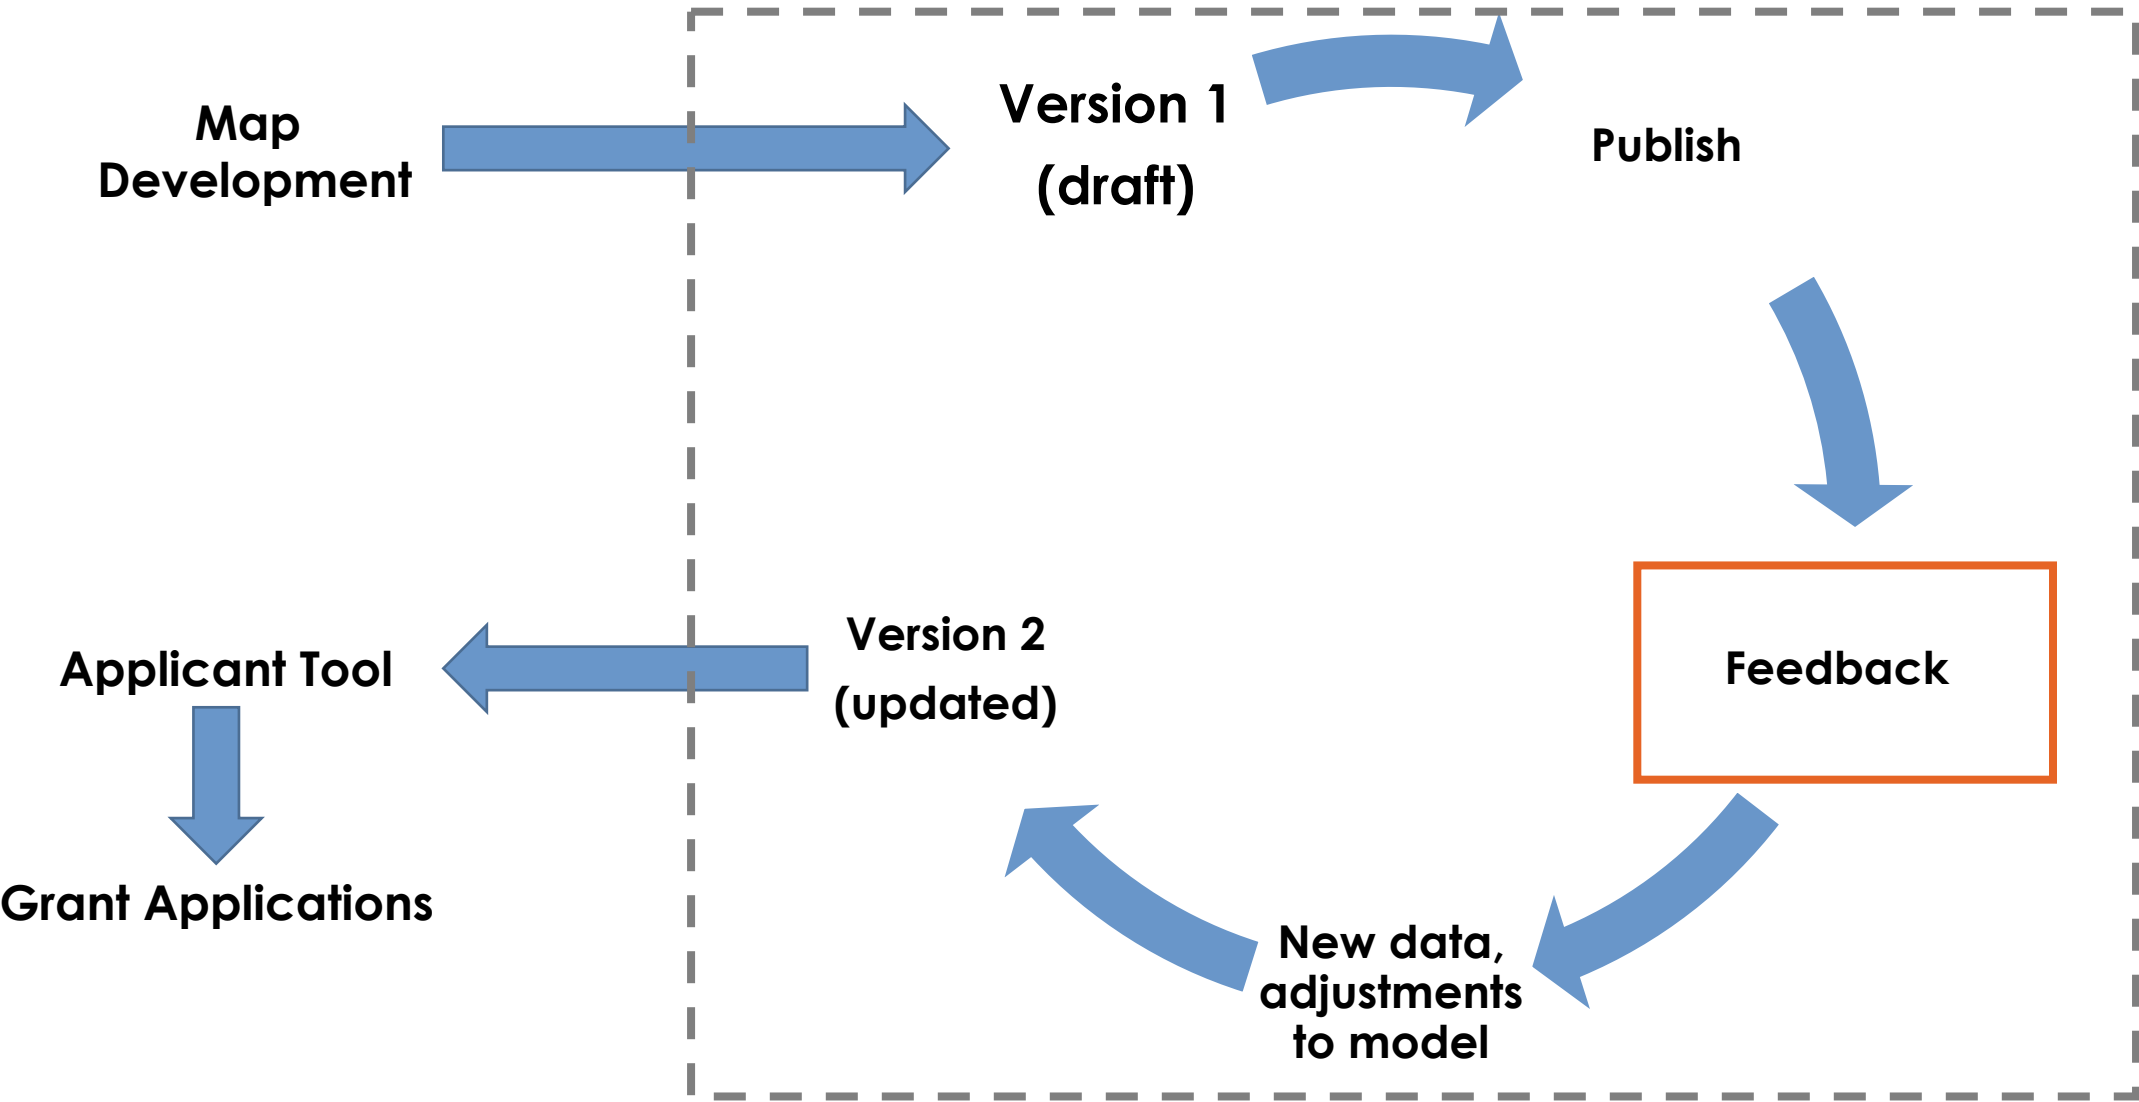 Map
Development
Version 1
(draft)
Publish
Feedback
New data,
adjustments
to model
Version 2
(updated)
Applicant Tool
Grant Applications